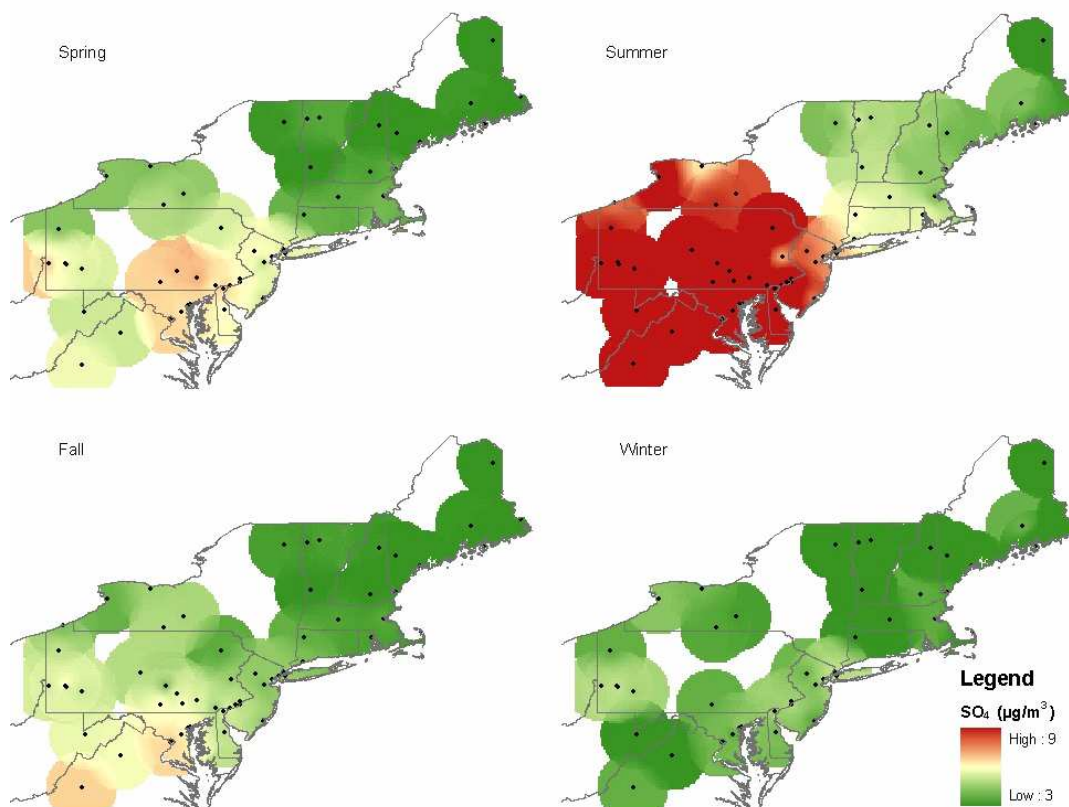 Spring
Summer
Fall
Winter
Legend
SO₄ (µg/m³)
High : 9
Low : 3